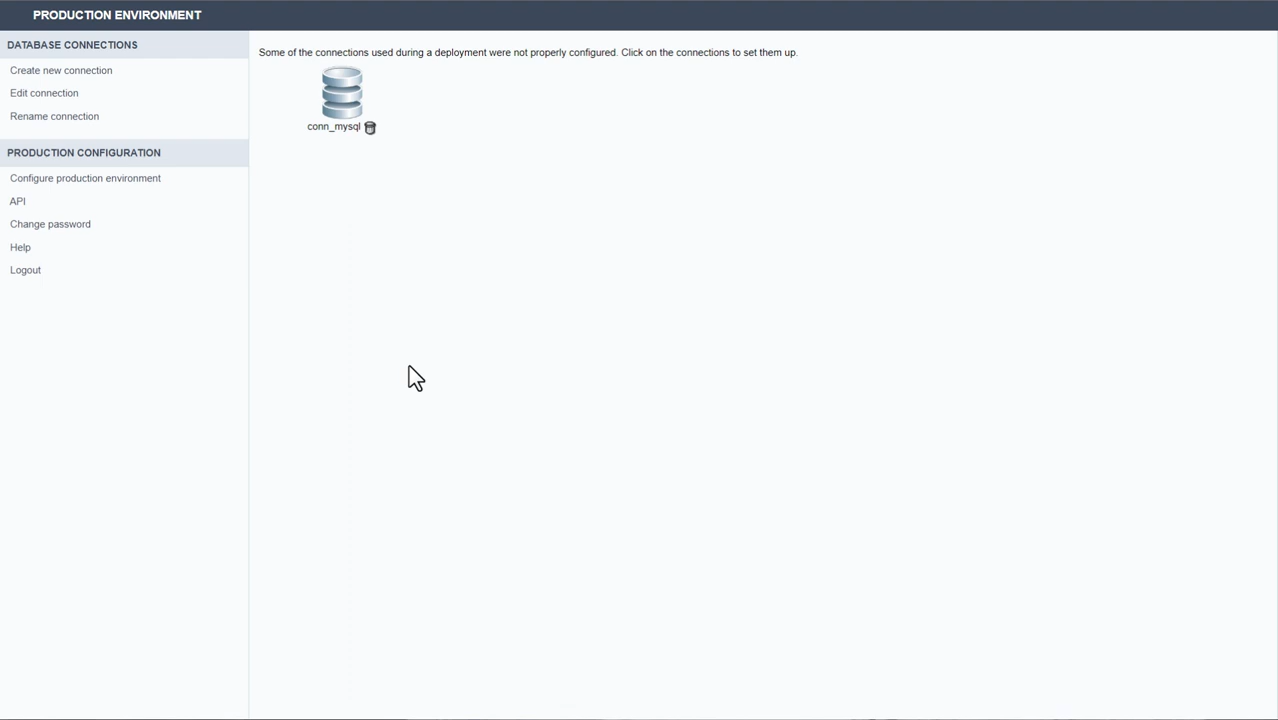 PRODUCTION ENVIRONMENT
DATABASE CONNECTIONS
Create new connection
Edit connection
Rename connection
PRODUCTION CONFIGURATION
Configure production environment
API
Change password
Help
Logout
Some of the connections used during a deployment were not properly configured. Click on the connections to set them up.
conn_mysql